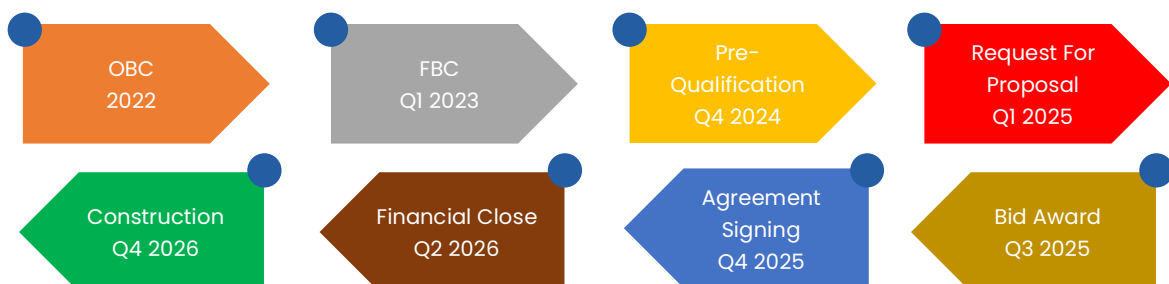 OBC
2022
FBC
Q1 2023
Pre-
Qualification
Q4 2024
Request For
Proposal
Q1 2025
Construction
Q4 2026
Financial Close
Q2 2026
Agreement
Signing
Q4 2025
Bid Award
Q3 2025